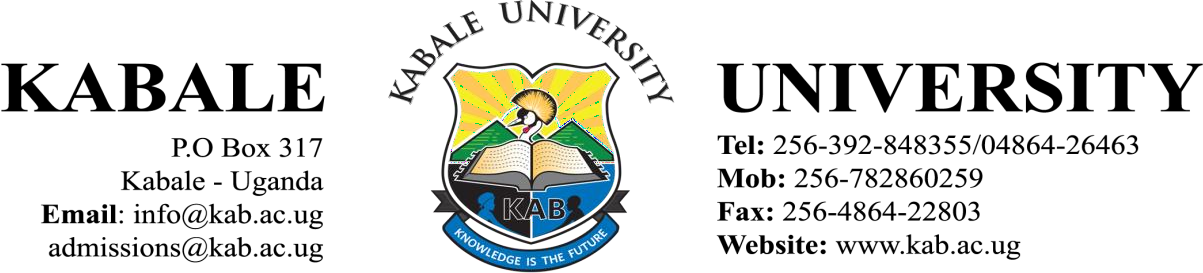 KABALE UNIVERSITY
P.O Box 317
Kabale - Uganda
Email: info@kab.ac.ug
admissions@kab.ac.ug
KABALE UNIVERSITY
KAB
KNOWLEDGE IS THE FUTURE
Tel: 256-392-848355/04864-26463
Mob: 256-782860259
Fax: 256-4864-22803
Website: www.kab.ac.ug